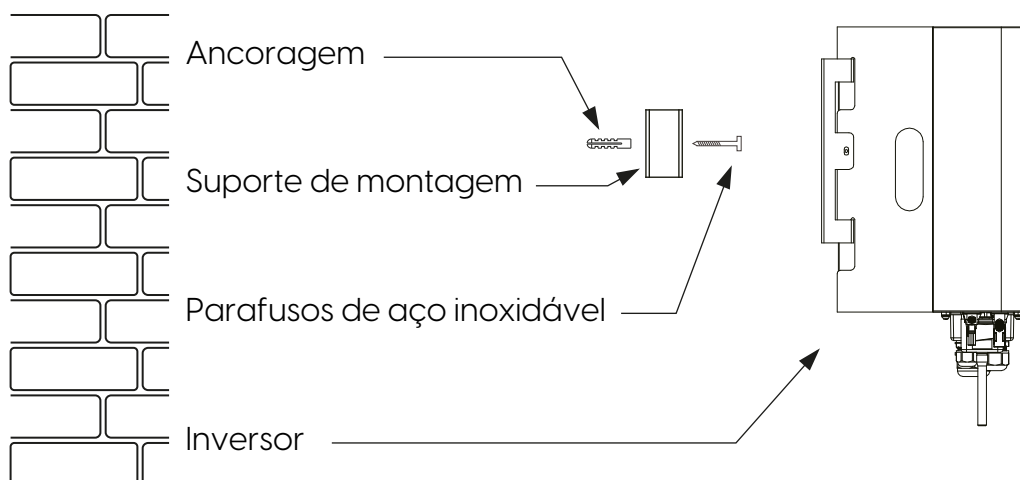 Ancoragem
Suporte de montagem
Parafusos de aço inoxidável
Inversor